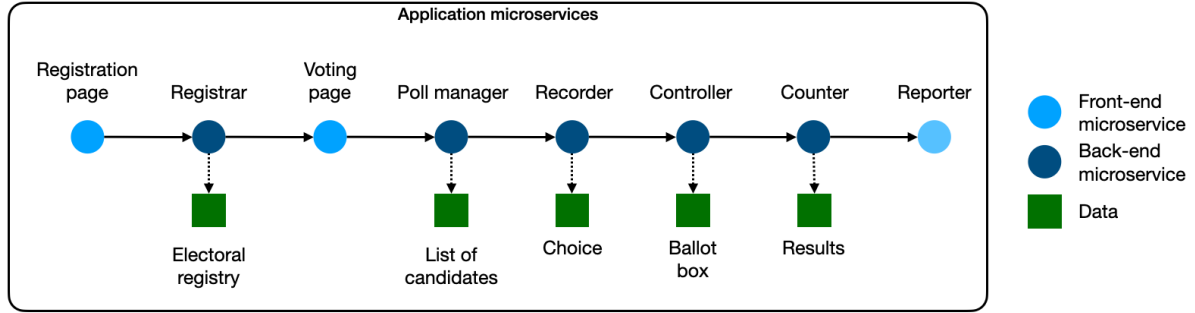 Application microservices
Registration
page
Registrar
Voting
page
Poll manager
Recorder
Controller
Counter
Reporter
Electoral
registry
List of
candidates
Choice
Ballot
box
Results
Front-end
microservice
Back-end
microservice
Data